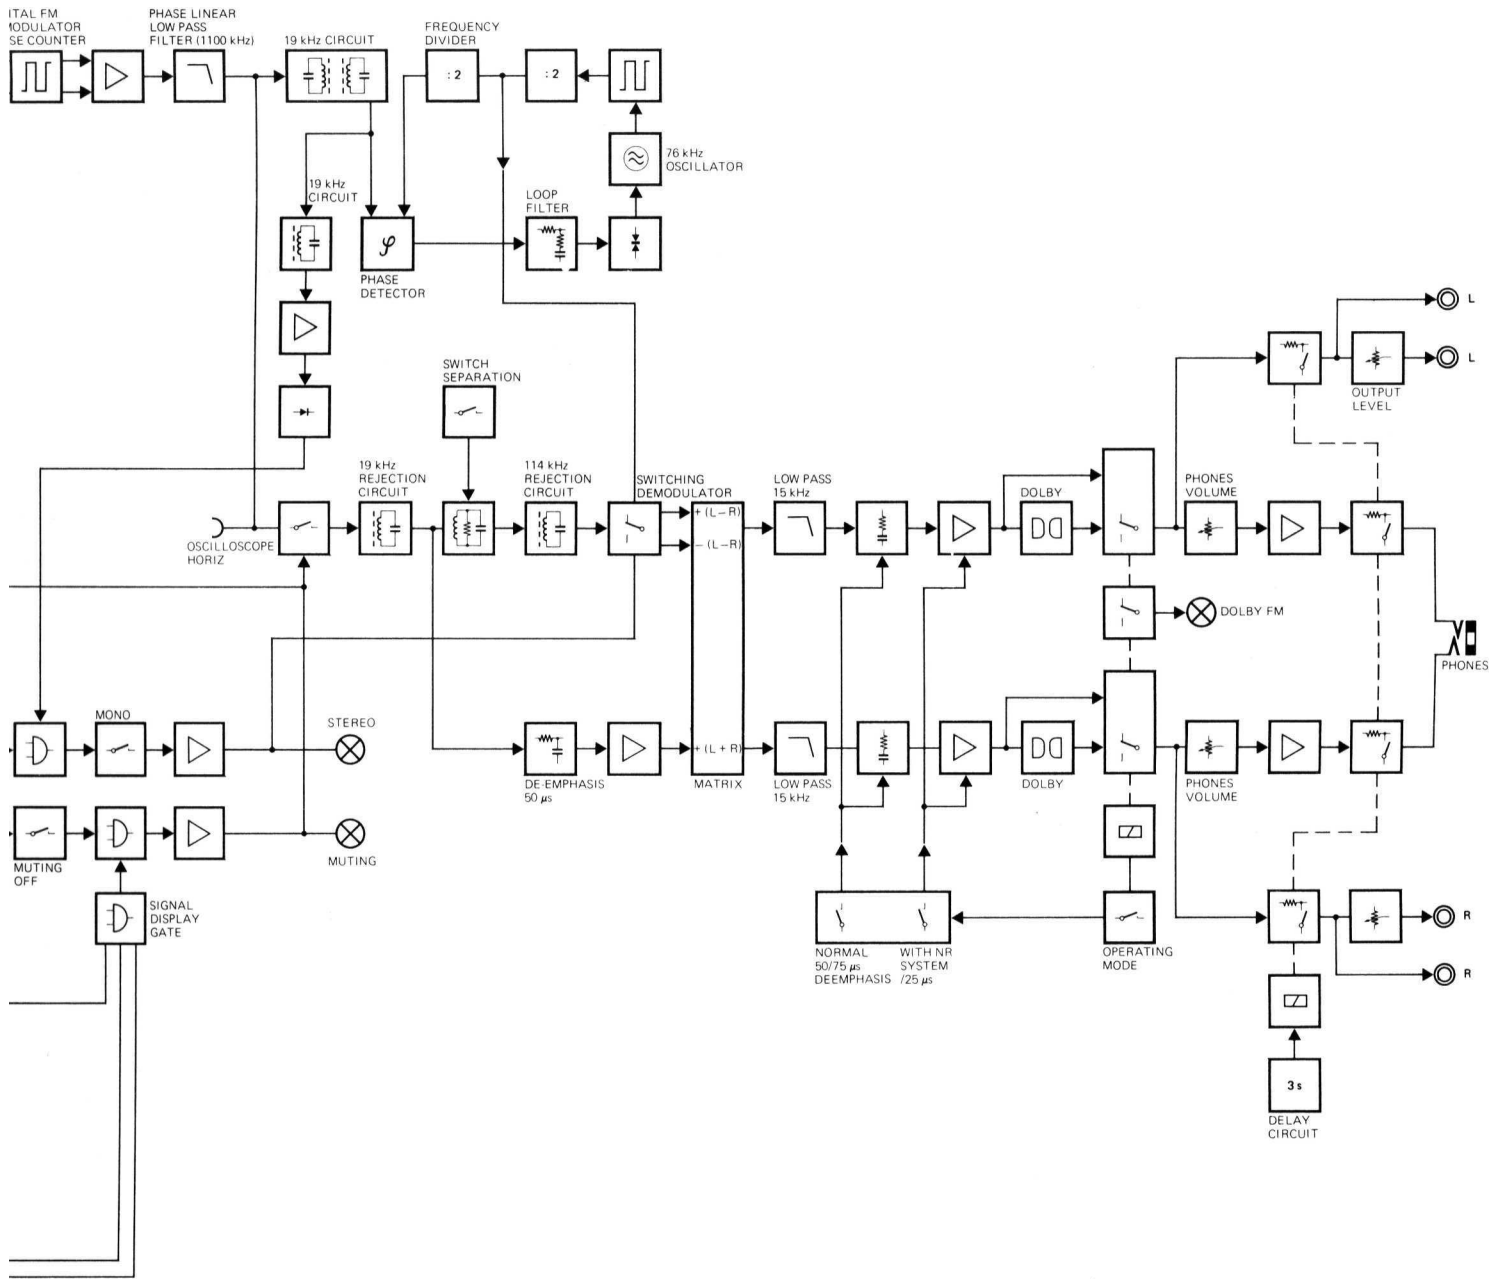 ITAL FM
MODULATOR
SE COUNTER
PHASE LINEAR
LOW PASS
FILTER (1100 kHz)
19 kHz CIRCUIT
FREQUENCY
DIVIDER
: 2
: 2
76 kHz
OSCILLATOR
19 kHz
CIRCUIT
LOOP
FILTER
φ
PHASE
DETECTOR
L
L
OUTPUT
LEVEL
SWITCH
SEPARATION
19 kHz
REJECTION
CIRCUIT
114 kHz
REJECTION
CIRCUIT
SWITCHING
DEMODULATOR
LOW PASS
15 kHz
DOLBY
PHONES
VOLUME
+ (L – R)
– (L – R)
OSCILLOSCOPE
HORIZ
DOLBY FM
PHONES
MONO
STEREO
+ (L + R)
DE-EMPHASIS
50 µs
MATRIX
LOW PASS
15 kHz
DOLBY
PHONES
VOLUME
MUTING
OFF
MUTING
SIGNAL
DISPLAY
GATE
NORMAL
50/75 µs
DEEMPHASIS
WITH NR
SYSTEM
/25 µs
OPERATING
MODE
R
R
3 s
DELAY
CIRCUIT